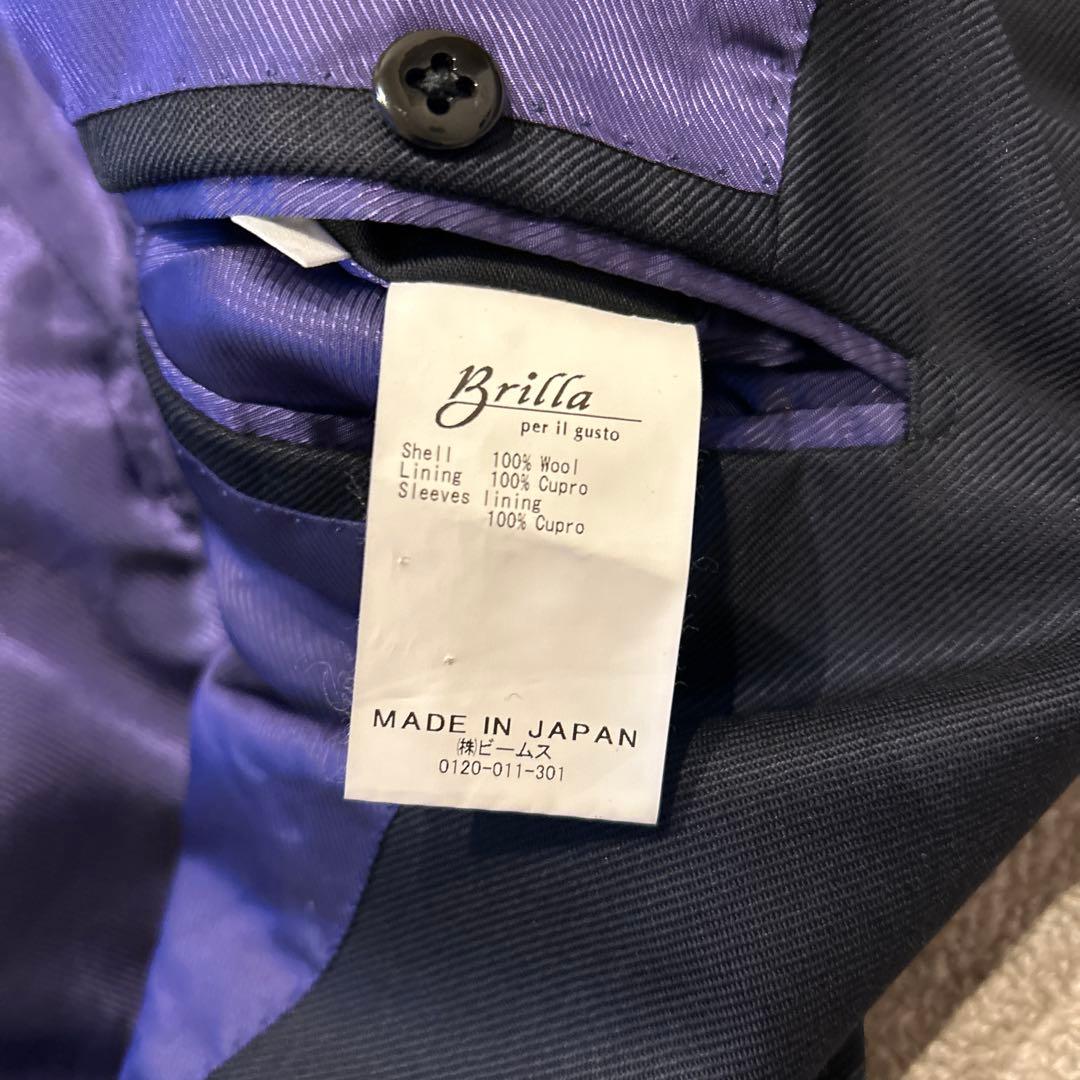 Brilla
per il gusto
Shell 100% Wool
Lining 100% Cupro
Sleeves lining
100% Cupro
MADE IN JAPAN
㈱ビームス
0120-011-301